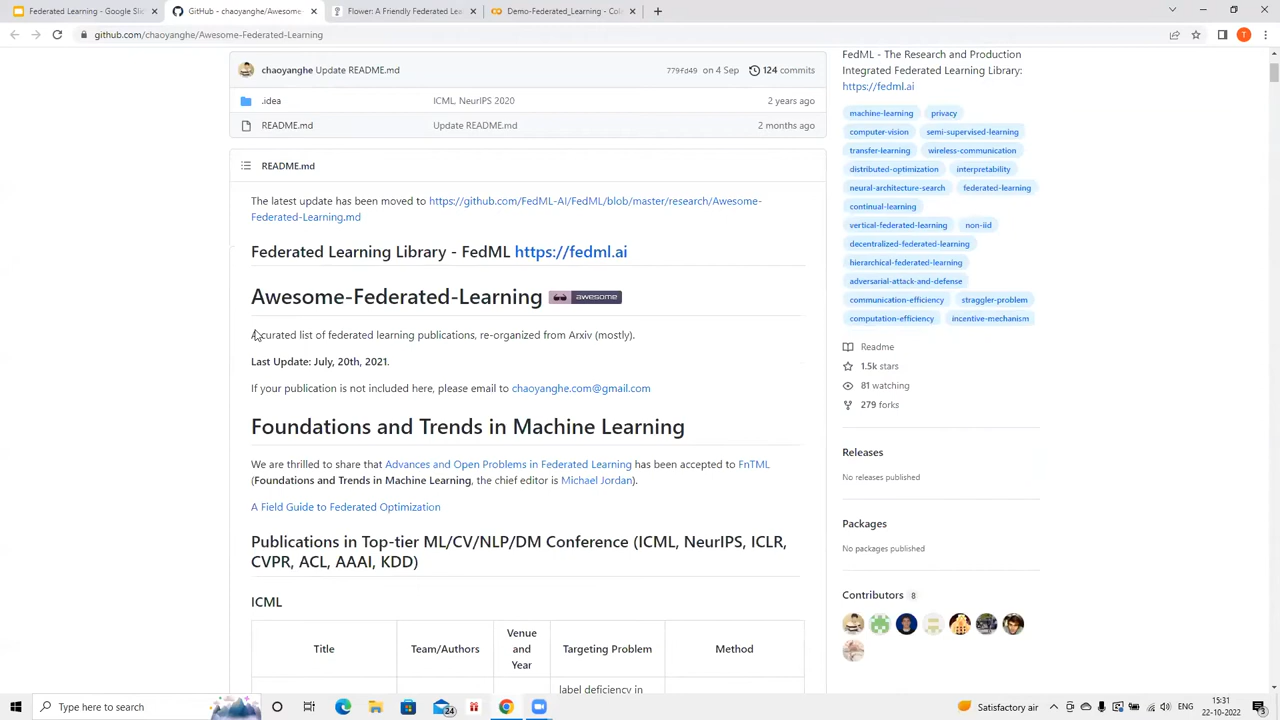 Federated Learning - Google Slid
GitHub - chaoyanghe/Awesome-
Flower: A Friendly Federated Lea
Demo-Federated_Learning - Cola
github.com/chaoyanghe/Awesome-Federated-Learning
T
chaoyanghe Update README.md
779fd49 on 4 Sep
124 commits
.idea
ICML, NeurIPS 2020
2 years ago
README.md
Update README.md
2 months ago
README.md
The latest update has been moved to https://github.com/FedML-AI/FedML/blob/master/research/Awesome-
Federated-Learning.md
Federated Learning Library - FedML https://fedml.ai
Awesome-Federated-Learning
awesome
A curated list of federated learning publications, re-organized from Arxiv (mostly).
Last Update: July, 20th, 2021.
If your publication is not included here, please email to chaoyanghe.com@gmail.com
Foundations and Trends in Machine Learning
We are thrilled to share that Advances and Open Problems in Federated Learning has been accepted to FnTML
(Foundations and Trends in Machine Learning, the chief editor is Michael Jordan).
A Field Guide to Federated Optimization
Publications in Top-tier ML/CV/NLP/DM Conference (ICML, NeurIPS, ICLR,
CVPR, ACL, AAAI, KDD)
ICML
Title
Team/Authors
Venue
and
Year
Targeting Problem
Method
label deficiency in
FedML - The Research and Production
Integrated Federated Learning Library:
https://fedml.ai
machine-learning privacy
computer-vision semi-supervised-learning
transfer-learning wireless-communication
distributed-optimization interpretability
neural-architecture-search federated-learning
continual-learning
vertical-federated-learning non-iid
decentralized-federated-learning
hierarchical-federated-learning
adversarial-attack-and-defense
communication-efficiency straggler-problem
computation-efficiency incentive-mechanism
Readme
1.5k stars
81 watching
279 forks
Releases
No releases published
Packages
No packages published
Contributors 8
Type here to search
24
Satisfactory air
15:31
22-10-2022
3